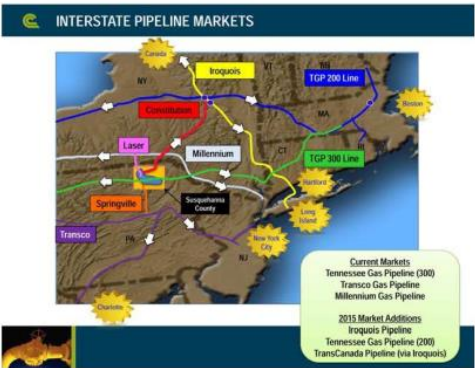 INTERSTATE PIPELINE MARKETS
Canada
Iroquois
VT
NH
TGP 200 Line
NY
Constitution
MA
Boston
Laser
Millennium
CT
RI
TGP 300 Line
Hartford
Springville
Susquehanna
County
Long
Island
Transco
PA
New York
City
NJ
Charlotte
Current Markets
Tennessee Gas Pipeline (300)
Transco Gas Pipeline
Millennium Gas Pipeline
2015 Market Additions
Iroquois Pipeline
Tennessee Gas Pipeline (200)
TransCanada Pipeline (via Iroquois)